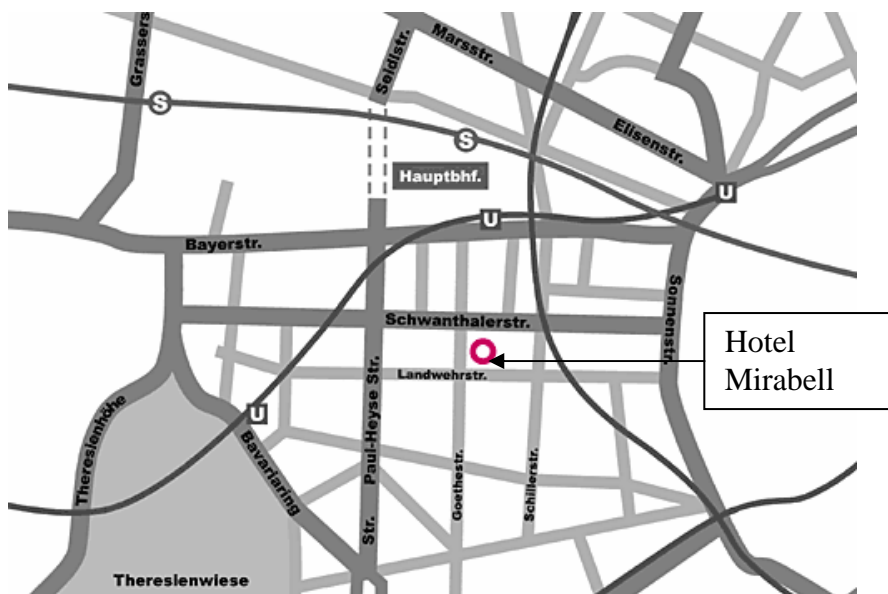 Grassers
Seidlstr.
Marsstr.
Elisenstr.
S
S
Hauptbhf.
U
U
Bayerstr.
Sonnenstr.
Schwanthalerstr.
Hotel
Mirabell
Landwehrstr.
Paul-Heyse Str.
Theresienhöhe
U
Bavariaring
Goethestr.
Schillerstr.
Str.
Theresienwiese